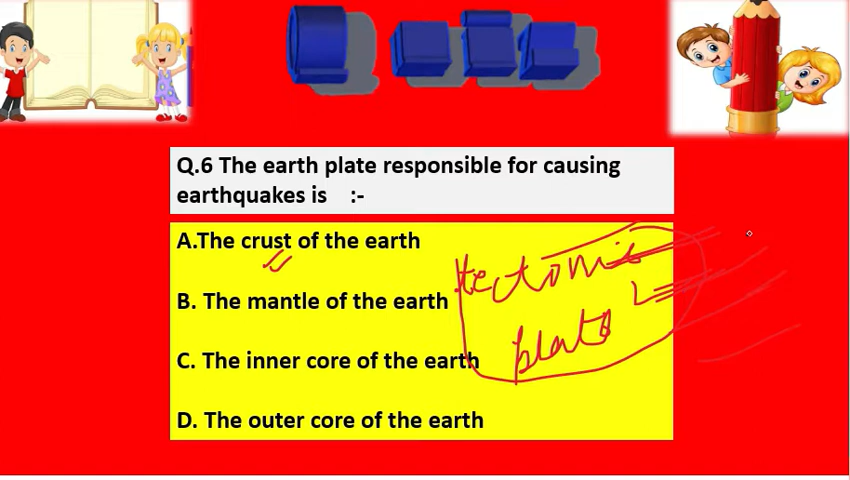 Q.6 The earth plate responsible for causing
earthquakes is :-
A.The crust of the earth
B. The mantle of the earth
C. The inner core of the earth
D. The outer core of the earth
tectonic
plate